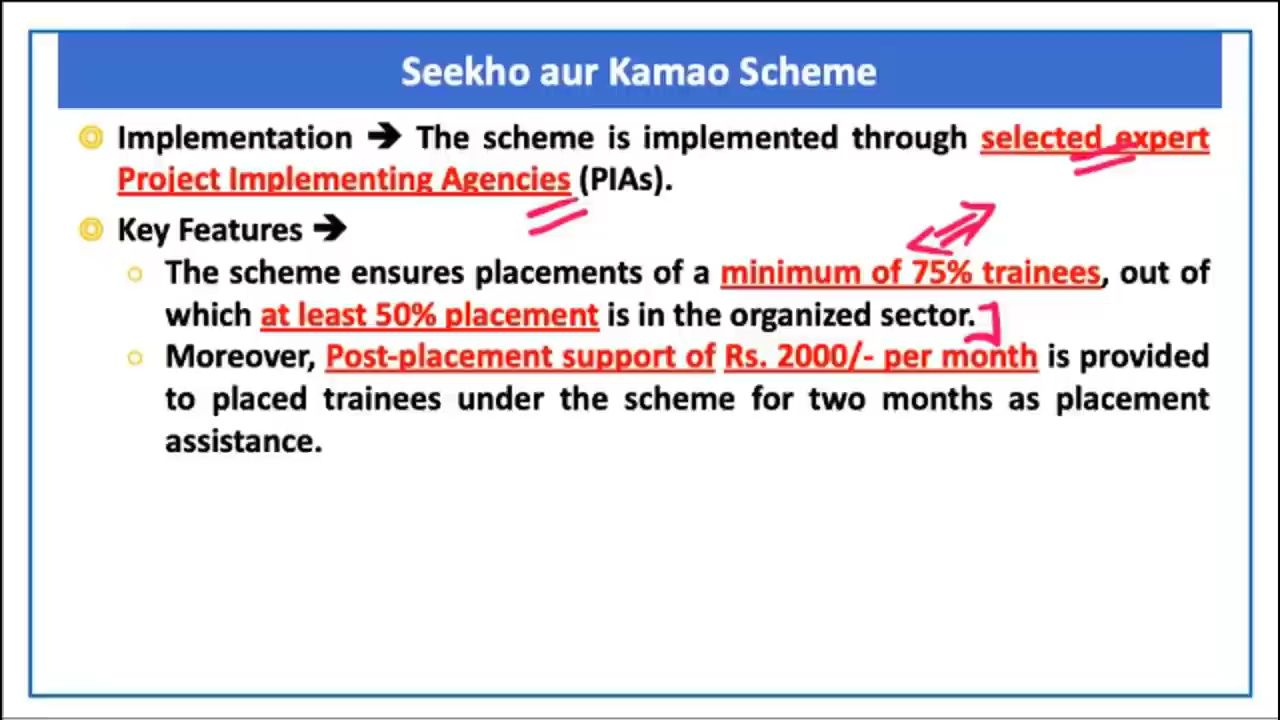 Seekho aur Kamao Scheme
Implementation ➔ The scheme is implemented through selected expert
Project Implementing Agencies (PIAs).
Key Features ➔
The scheme ensures placements of a minimum of 75% trainees, out of
which at least 50% placement is in the organized sector.
Moreover, Post-placement support of Rs. 2000/- per month is provided
to placed trainees under the scheme for two months as placement
assistance.